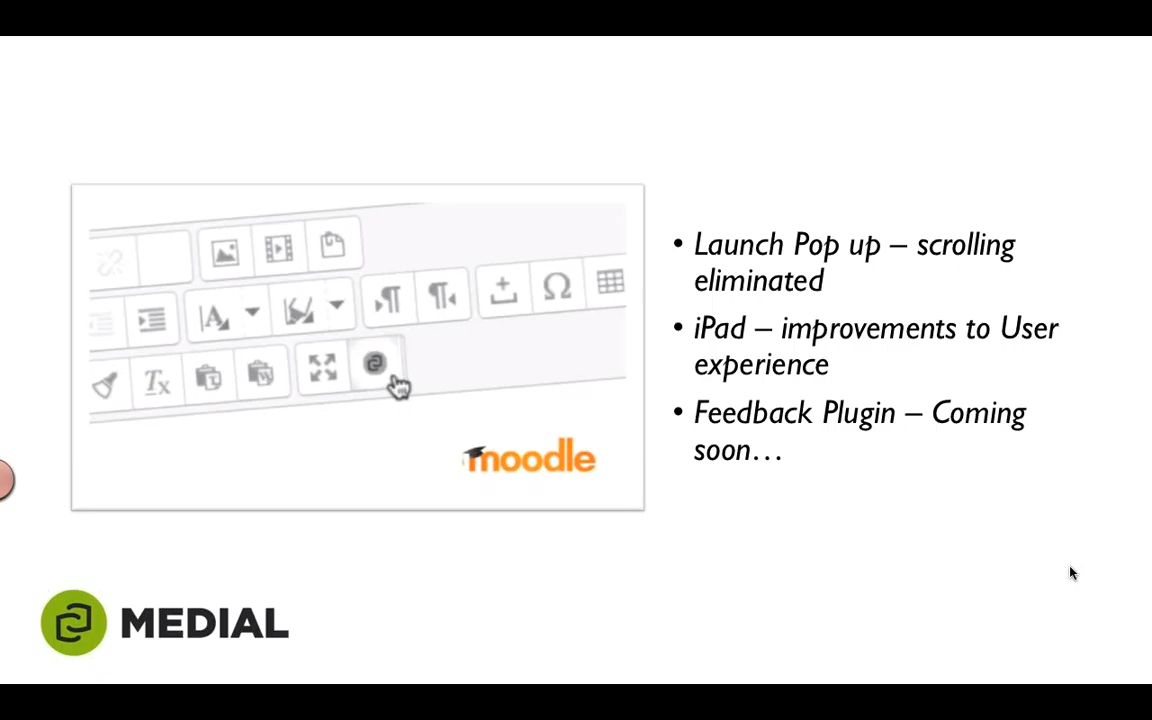 • Launch Pop up – scrolling
eliminated
• iPad – improvements to User
experience
• Feedback Plugin – Coming
soon…
moodle
MEDIAL